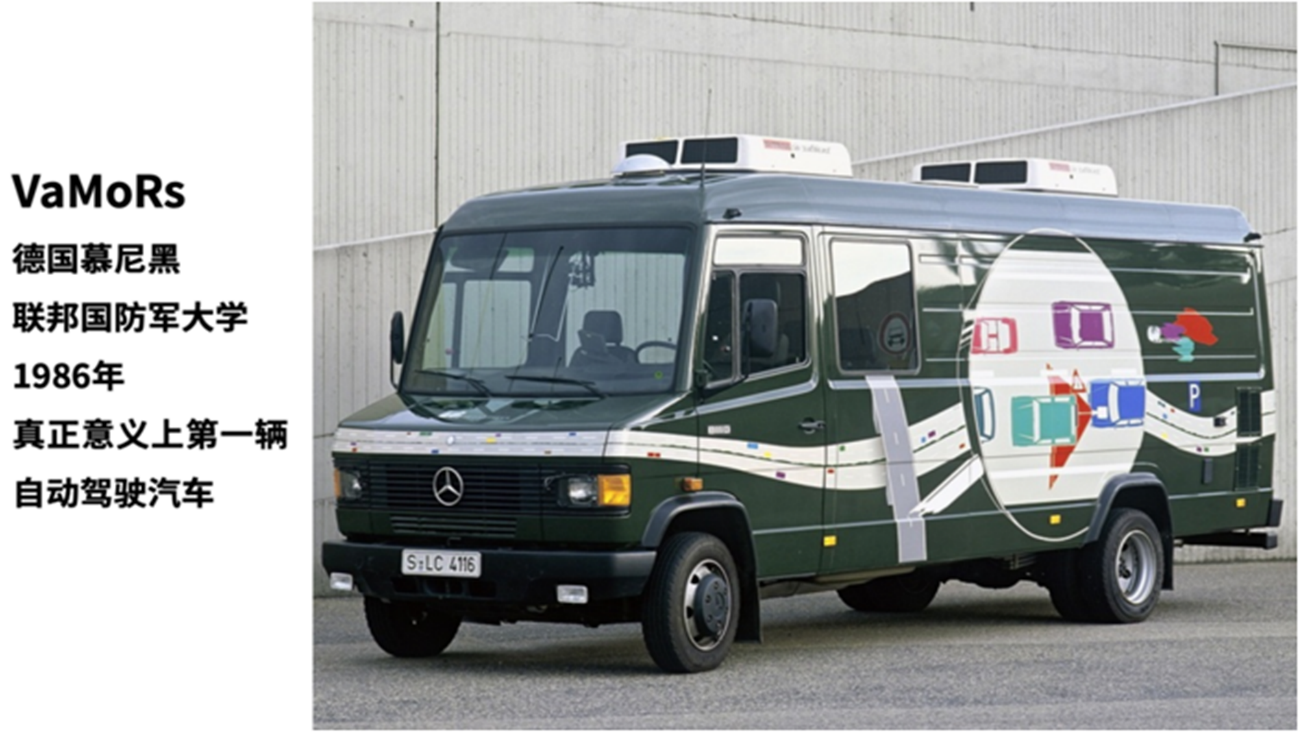 VaMoRs
德国慕尼黑
联邦国防军大学
1986年
真正意义上第一辆
自动驾驶汽车
S LC 4116
P